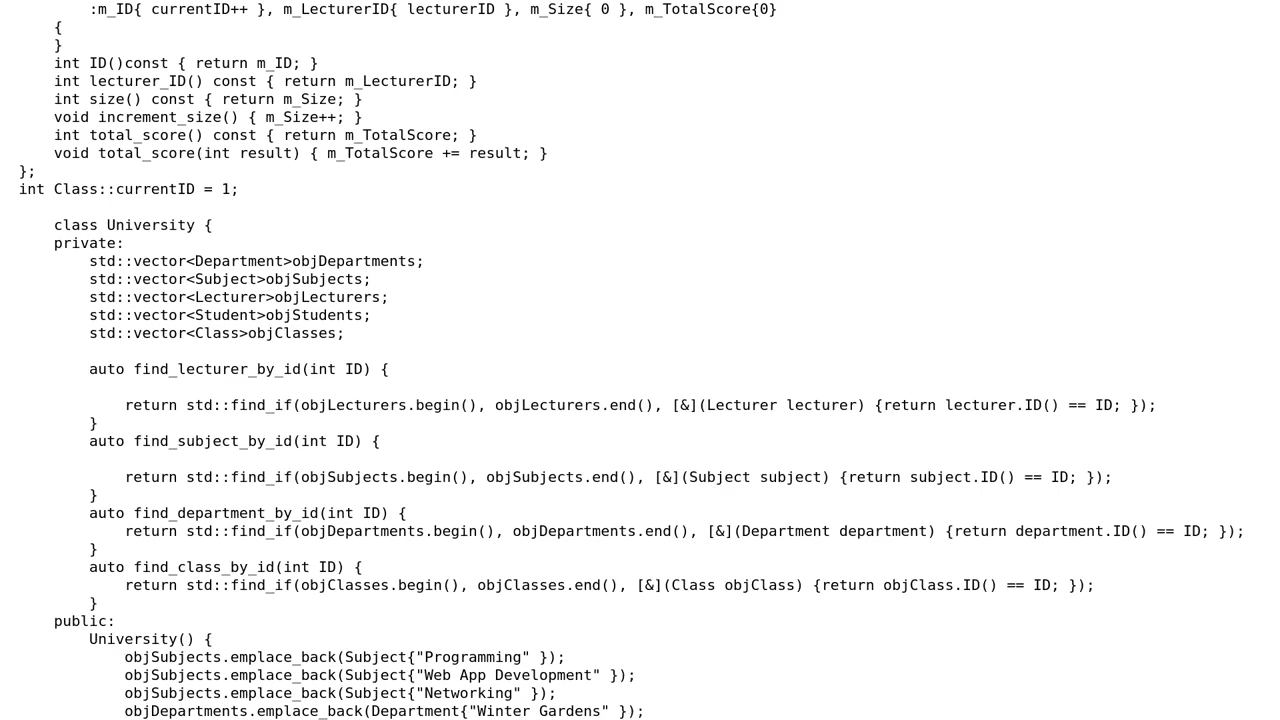 :m_ID{ currentID++ }, m_LecturerID{ lecturerID }, m_Size{ 0 }, m_TotalScore{0}
    {
    }
    int ID()const { return m_ID; }
    int lecturer_ID() const { return m_LecturerID; }
    int size() const { return m_Size; }
    void increment_size() { m_Size++; }
    int total_score() const { return m_TotalScore; }
    void total_score(int result) { m_TotalScore += result; }
};
int Class::currentID = 1;

    class University {
    private:
        std::vector<Department>objDepartments;
        std::vector<Subject>objSubjects;
        std::vector<Lecturer>objLecturers;
        std::vector<Student>objStudents;
        std::vector<Class>objClasses;

        auto find_lecturer_by_id(int ID) {

            return std::find_if(objLecturers.begin(), objLecturers.end(), [&](Lecturer lecturer) {return lecturer.ID() == ID; });
        }
        auto find_subject_by_id(int ID) {

            return std::find_if(objSubjects.begin(), objSubjects.end(), [&](Subject subject) {return subject.ID() == ID; });
        }
        auto find_department_by_id(int ID) {
            return std::find_if(objDepartments.begin(), objDepartments.end(), [&](Department department) {return department.ID() == ID; });
        }
        auto find_class_by_id(int ID) {
            return std::find_if(objClasses.begin(), objClasses.end(), [&](Class objClass) {return objClass.ID() == ID; });
        }
    public:
        University() {
            objSubjects.emplace_back(Subject{"Programming" });
            objSubjects.emplace_back(Subject{"Web App Development" });
            objSubjects.emplace_back(Subject{"Networking" });
            objDepartments.emplace_back(Department{"Winter Gardens" });